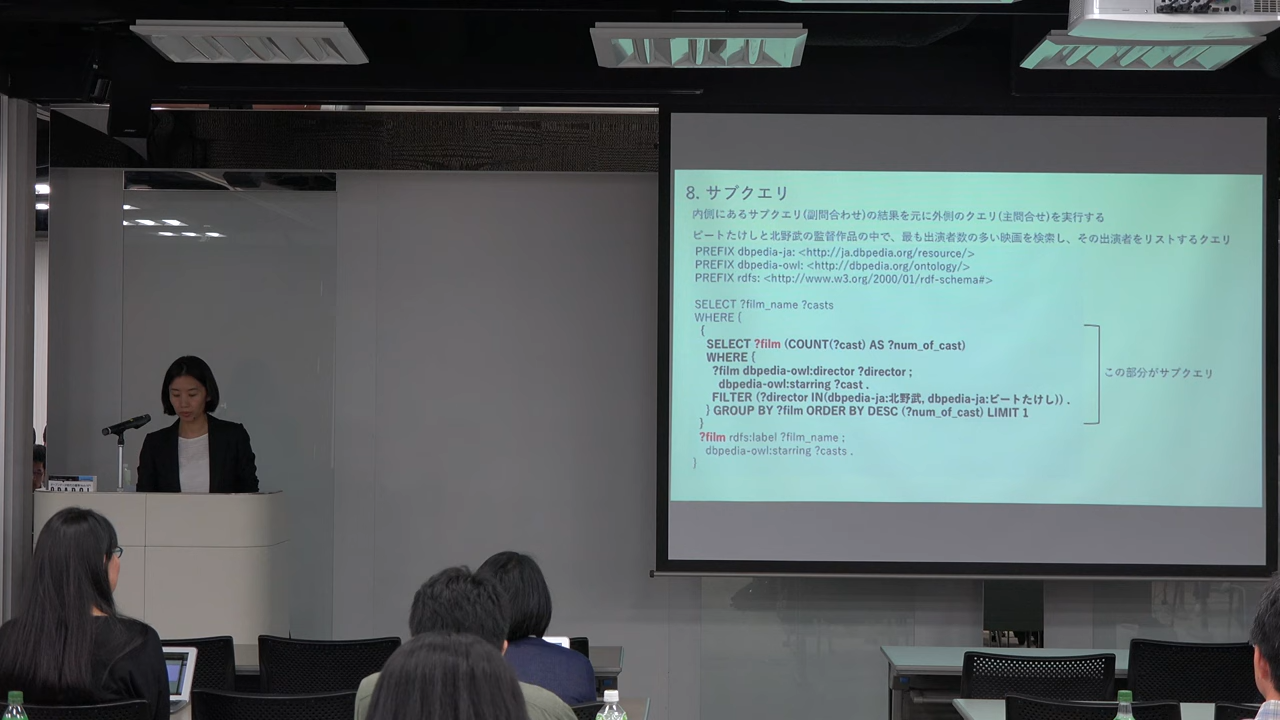 8. サブクエリ
内側にあるサブクエリ(副問合わせ)の結果を元に外側のクエリ(主問合せ)を実行する
ビートたけしと北野武の監督作品の中で、最も出演者数の多い映画を検索し、その出演者をリストするクエリ
PREFIX dbpedia-ja: <http://ja.dbpedia.org/resource/>
PREFIX dbpedia-owl: <http://dbpedia.org/ontology/>
PREFIX rdfs: <http://www.w3.org/2000/01/rdf-schema#>
SELECT ?film_name ?casts
WHERE {
{
SELECT ?film (COUNT(?cast) AS ?num_of_cast)
WHERE {
?film dbpedia-owl:director ?director ;
dbpedia-owl:starring ?cast .
FILTER (?director IN(dbpedia-ja:北野武, dbpedia-ja:ビートたけし)) .
} GROUP BY ?film ORDER BY DESC (?num_of_cast) LIMIT 1
}
?film rdfs:label ?film_name ;
dbpedia-owl:starring ?casts .
}
この部分がサブクエリ